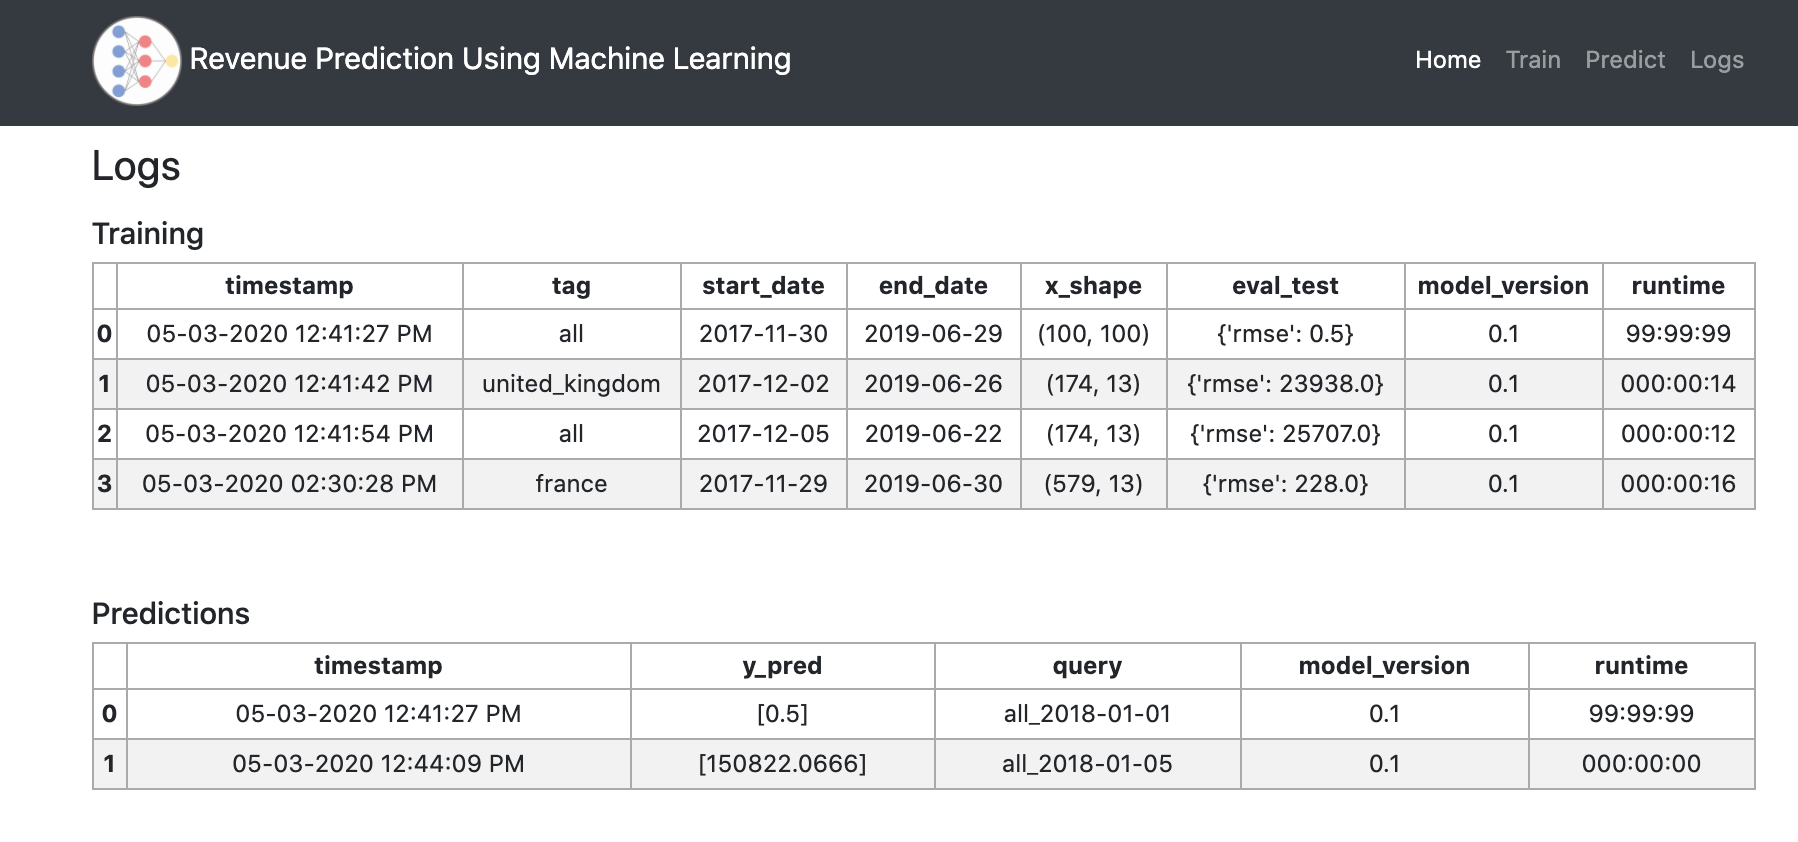 Revenue Prediction Using Machine Learning Home Train Predict Logs
Logs
Training
timestamp tag start_date end_date x_shape eval_test model_version runtime
0 05-03-2020 12:41:27 PM all 2017-11-30 2019-06-29 (100, 100) {'rmse': 0.5} 0.1 99:99:99
1 05-03-2020 12:41:42 PM united_kingdom 2017-12-02 2019-06-26 (174, 13) {'rmse': 23938.0} 0.1 000:00:14
2 05-03-2020 12:41:54 PM all 2017-12-05 2019-06-22 (174, 13) {'rmse': 25707.0} 0.1 000:00:12
3 05-03-2020 02:30:28 PM france 2017-11-29 2019-06-30 (579, 13) {'rmse': 228.0} 0.1 000:00:16
Predictions
timestamp y_pred query model_version runtime
0 05-03-2020 12:41:27 PM [0.5] all_2018-01-01 0.1 99:99:99
1 05-03-2020 12:44:09 PM [150822.0666] all_2018-01-05 0.1 000:00:00